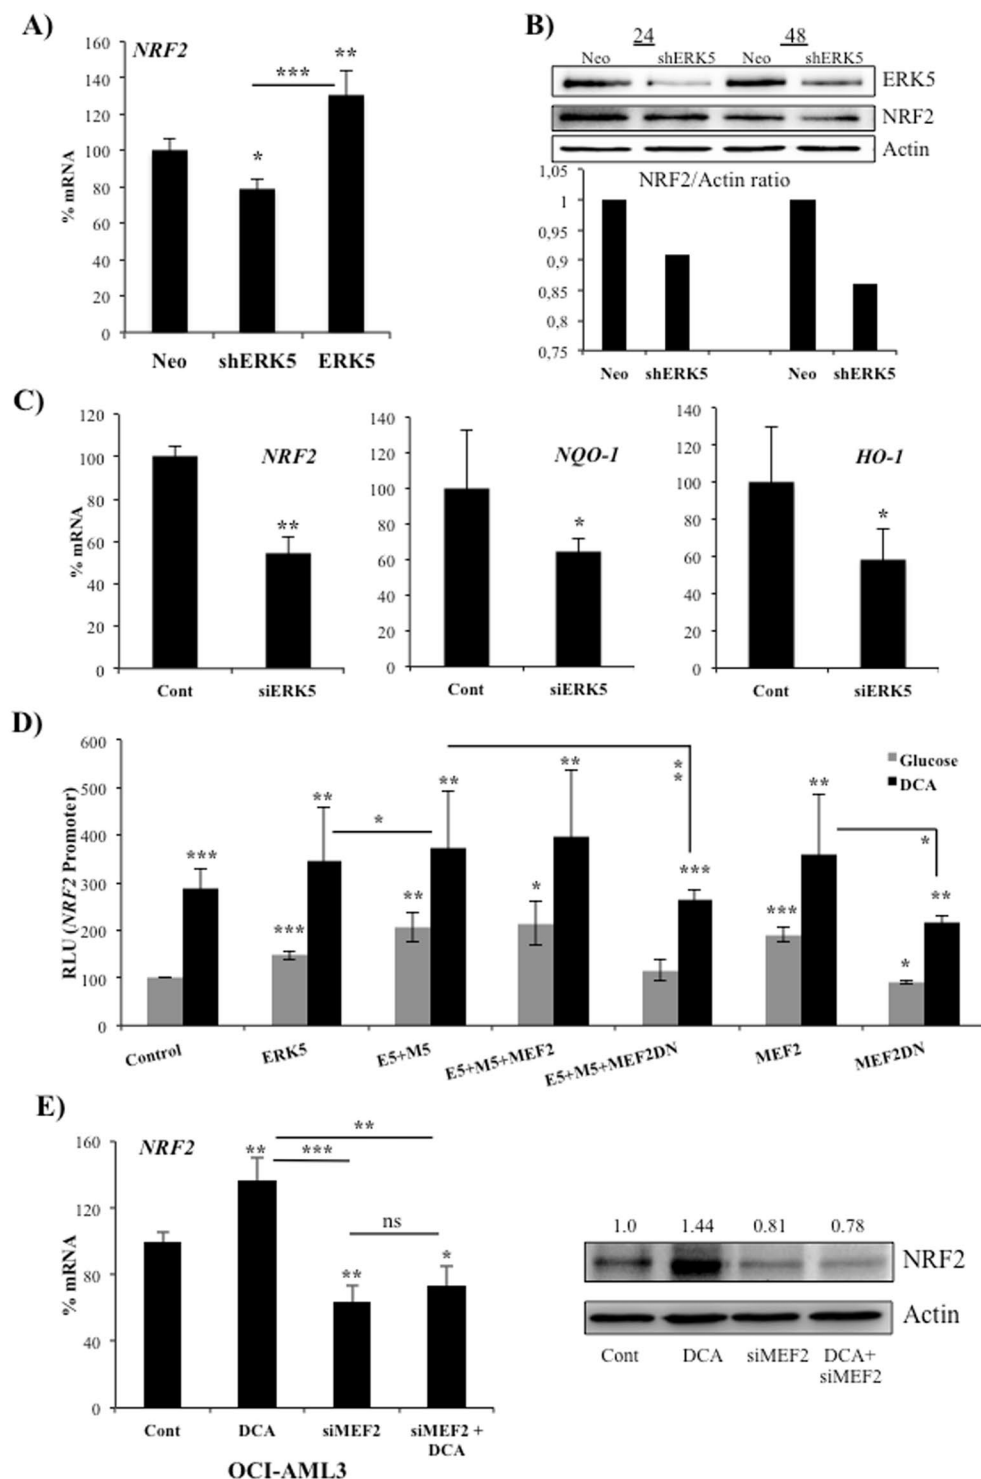 A)
NRF2
% mRNA
160
140
120
100
80
60
40
20
0
*
***
**
Neo shERK5 ERK5
B)
24 48
Neo shERK5 Neo shERK5
ERK5
NRF2
Actin
NRF2/Actin ratio
1,05
1
0,95
0,9
0,85
0,8
0,75
Neo shERK5 Neo shERK5
C)
% mRNA
120
100
80
60
40
20
0
NRF2
**
Cont siERK5
140
120
100
80
60
40
20
0
NQO-1
*
Cont siERK5
140
120
100
80
60
40
20
0
HO-1
*
Cont siERK5
D)
RLU (NRF2 Promoter)
600
500
400
300
200
100
0
Glucose
DCA
*** *** ** * ** ** * ** ** *** *** ** * * **
Control ERK5 E5+M5 E5+M5+MEF2 E5+M5+MEF2DN MEF2 MEF2DN
E)
NRF2
% mRNA
160
120
80
40
0
**
** ***
ns
** *
Cont DCA siMEF2 siMEF2 +
DCA
OCI-AML3
1.0 1.44 0.81 0.78
NRF2
Actin
Cont DCA siMEF2 DCA+
siMEF2